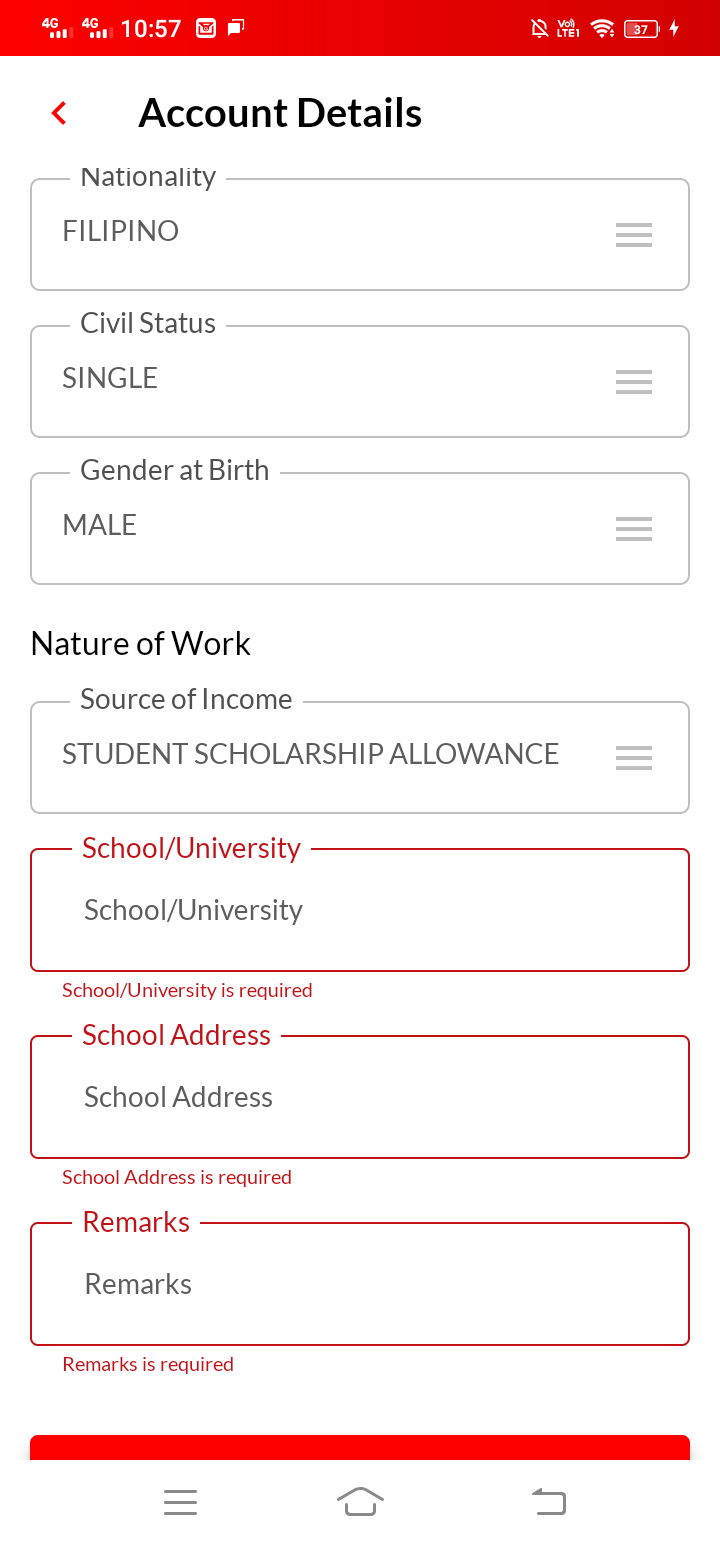 4G 4G 10:57 Vo) LTE1 37
Account Details
Nationality
FILIPINO
Civil Status
SINGLE
Gender at Birth
MALE
Nature of Work
Source of Income
STUDENT SCHOLARSHIP ALLOWANCE
School/University
School/University
School/University is required
School Address
School Address
School Address is required
Remarks
Remarks
Remarks is required